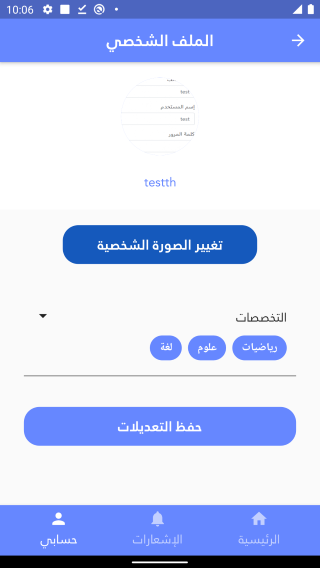 10:06
الملف الشخصي
test
إسم المستخدم
test
كلمة المرور
testth
تغيير الصورة الشخصية
التخصصات
رياضيات علوم لغة
حفظ التعديلات
الرئيسية الإشعارات حسابي